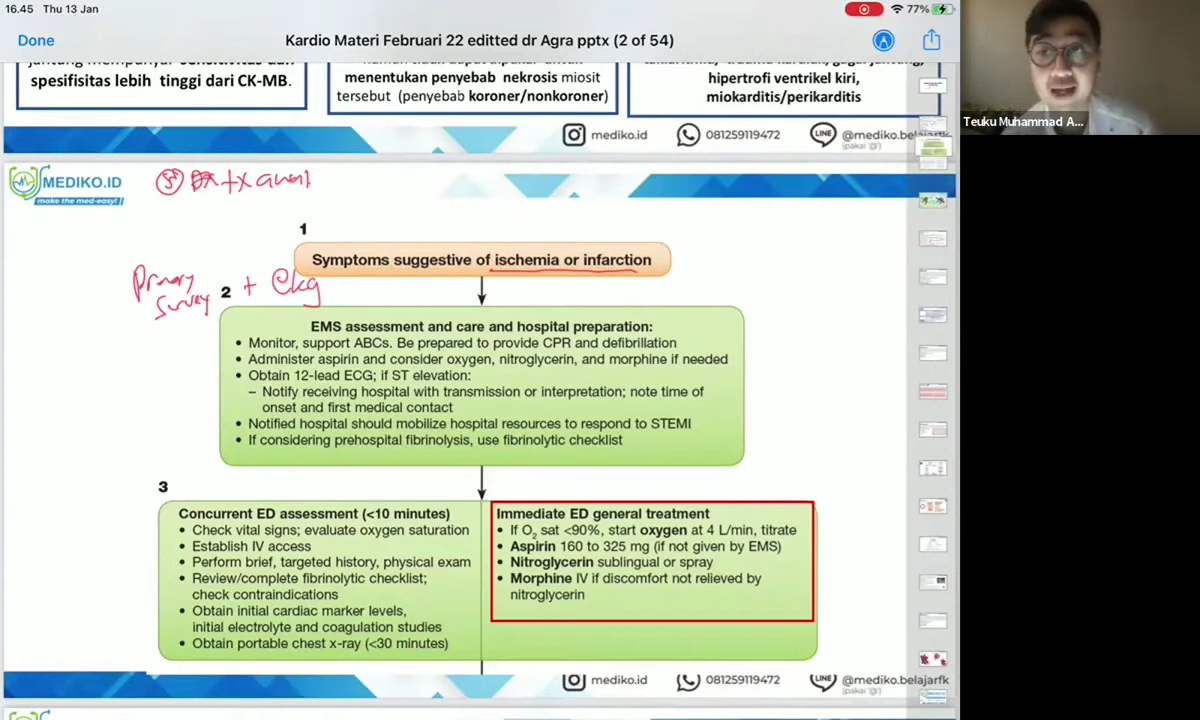 16.45 Thu 13 Jan
77%
Done
Kardio Materi Februari 22 editted dr Agra pptx (2 of 54)
spesifisitas lebih tinggi dari CK-MB.
menentukan penyebab nekrosis miosit
tersebut (penyebab koroner/nonkoroner)
hipertrofi ventrikel kiri,
miokarditis/perikarditis
mediko.id
081259119472
LINE
@mediko.belajarfk
(pakai '@')
Teuku Muhammad A...
MEDIKO.ID
make the med-easy!
tx awal
1
Symptoms suggestive of ischemia or infarction
Primary
Survey
+ Ekg
2
EMS assessment and care and hospital preparation:
• Monitor, support ABCs. Be prepared to provide CPR and defibrillation
• Administer aspirin and consider oxygen, nitroglycerin, and morphine if needed
• Obtain 12-lead ECG; if ST elevation:
– Notify receiving hospital with transmission or interpretation; note time of
onset and first medical contact
• Notified hospital should mobilize hospital resources to respond to STEMI
• If considering prehospital fibrinolysis, use fibrinolytic checklist
3
Concurrent ED assessment (<10 minutes)
• Check vital signs; evaluate oxygen saturation
• Establish IV access
• Perform brief, targeted history, physical exam
• Review/complete fibrinolytic checklist;
check contraindications
• Obtain initial cardiac marker levels,
initial electrolyte and coagulation studies
• Obtain portable chest x-ray (<30 minutes)
Immediate ED general treatment
• If O2 sat <90%, start oxygen at 4 L/min, titrate
• Aspirin 160 to 325 mg (if not given by EMS)
• Nitroglycerin sublingual or spray
• Morphine IV if discomfort not relieved by
nitroglycerin
mediko.id
081259119472
LINE
@mediko.belajarfk
(pakai '@')